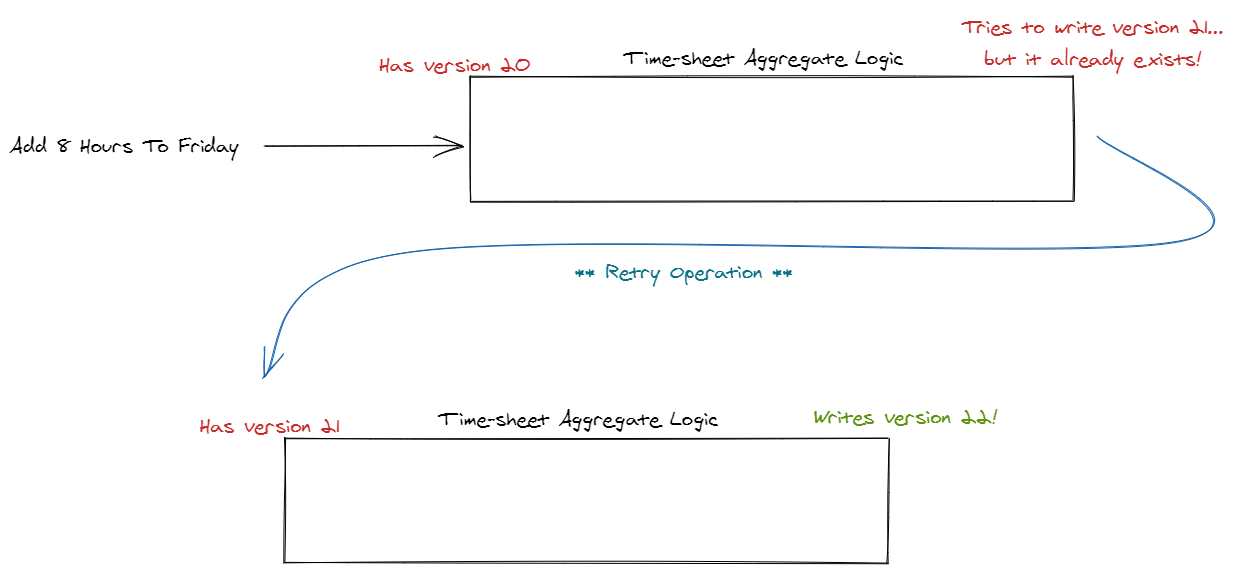 Tries to write version 21...
Has version 20
Time-sheet Aggregate Logic
but it already exists!
Add 8 Hours To Friday
** Retry Operation **
Has version 21
Time-sheet Aggregate Logic
Writes version 22!